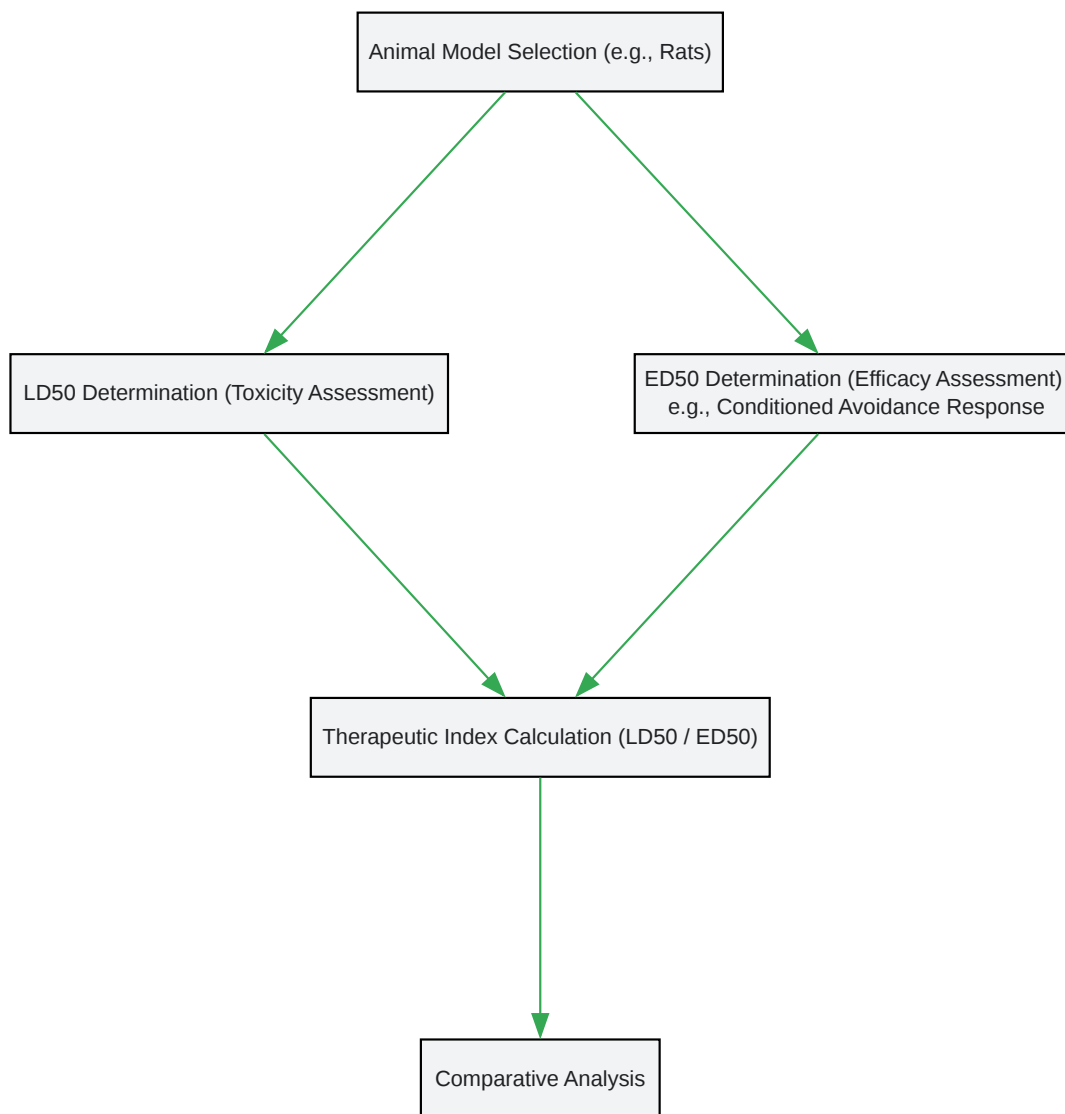 Animal Model Selection (e.g., Rats)
LD50 Determination (Toxicity Assessment)
ED50 Determination (Efficacy Assessment)
e.g., Conditioned Avoidance Response
Therapeutic Index Calculation (LD50 / ED50)
Comparative Analysis